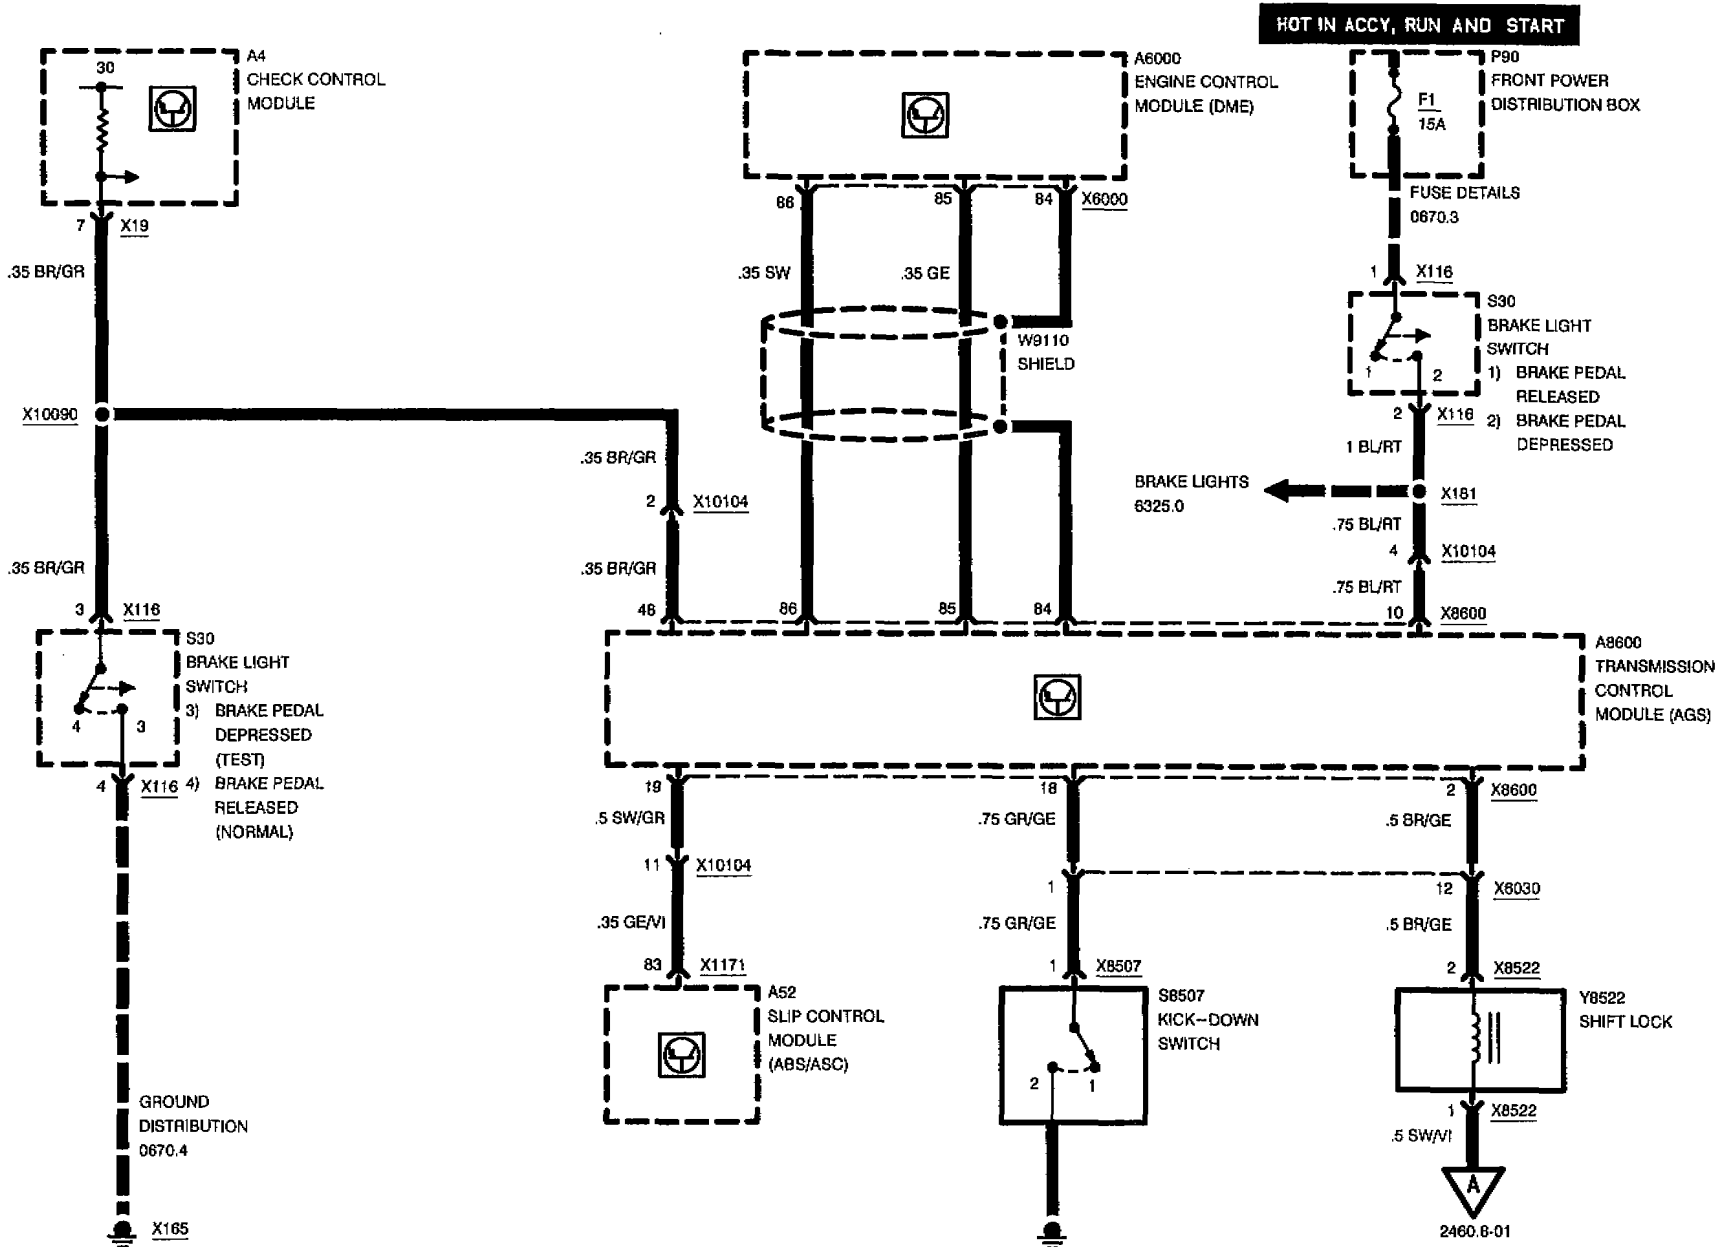 HOT IN ACCY, RUN AND START
A4
CHECK CONTROL
MODULE
30
7
X19
.35 BR/GR
X10090
.35 BR/GR
3
X116
S30
BRAKE LIGHT
SWITCH
3) BRAKE PEDAL
DEPRESSED
(TEST)
4) BRAKE PEDAL
RELEASED
(NORMAL)
4
3
4
X116
GROUND
DISTRIBUTION
0670.4
X165
A6000
ENGINE CONTROL
MODULE (DME)
86
85
84
X6000
.35 SW
.35 GE
W9110
SHIELD
.35 BR/GR
2
X10104
.35 BR/GR
48
86
85
84
P90
FRONT POWER
DISTRIBUTION BOX
F1
15A
FUSE DETAILS
0670.3
1
X116
S30
BRAKE LIGHT
SWITCH
1) BRAKE PEDAL
RELEASED
2) BRAKE PEDAL
DEPRESSED
1
2
2
X116
1 BL/RT
BRAKE LIGHTS
6325.0
X181
.75 BL/RT
4
X10104
.75 BL/RT
10
X8600
A8600
TRANSMISSION
CONTROL
MODULE (AGS)
19
18
2
X8600
.5 SW/GR
.75 GR/GE
.5 BR/GE
11
X10104
1
12
X6030
.35 GE/VI
.75 GR/GE
.5 BR/GE
83
X1171
1
X8507
2
X8522
A52
SLIP CONTROL
MODULE
(ABS/ASC)
S8507
KICK-DOWN
SWITCH
2
1
Y8522
SHIFT LOCK
1
X8522
.5 SW/VI
A
2460.8-01